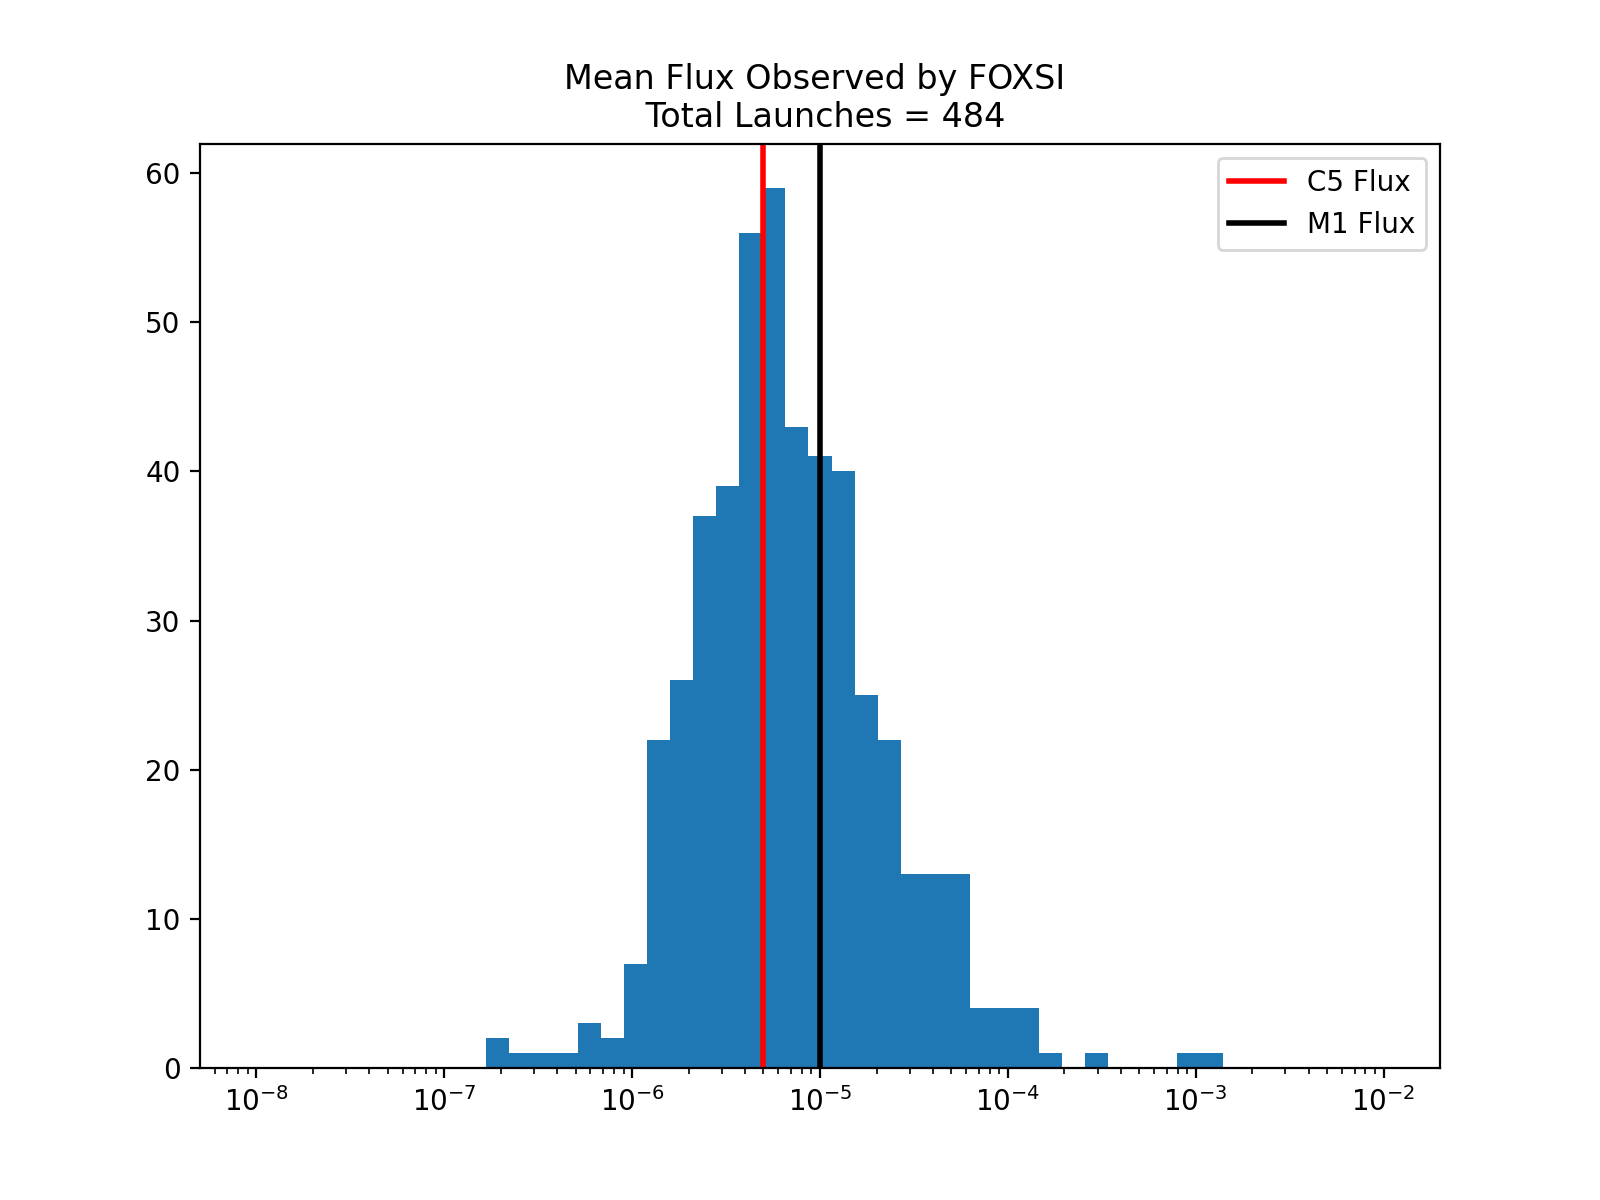 Mean Flux Observed by FOXSI
Total Launches = 484
C5 Flux
M1 Flux
60
50
40
30
20
10
0
10⁻⁸ 10⁻⁷ 10⁻⁶ 10⁻⁵ 10⁻⁴ 10⁻³ 10⁻²